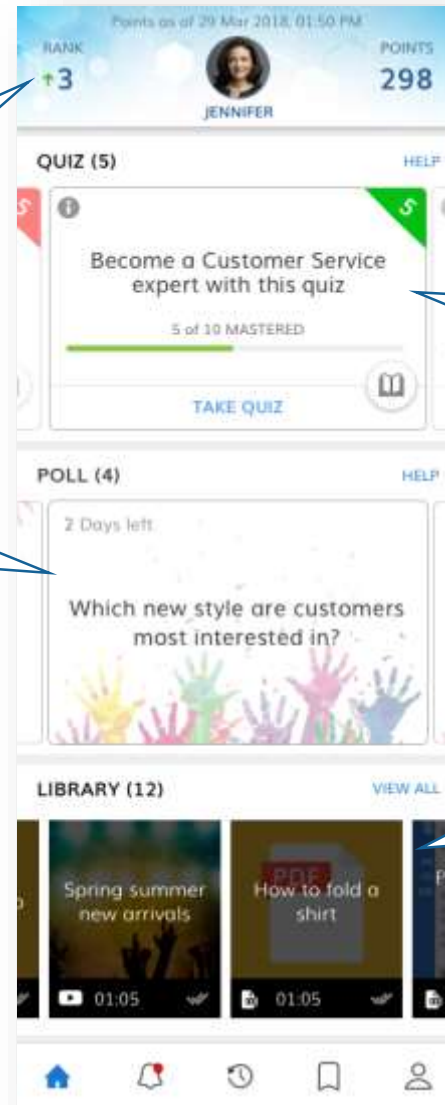 Points as of 29 Mar 2018, 01:50 PM
RANK
3
JENNIFER
POINTS
298
QUIZ (5)
HELP
S
S
Become a Customer Service
expert with this quiz
5 of 10 MASTERED
TAKE QUIZ
POLL (4)
HELP
2 Days left
Which new style are customers
most interested in?
LIBRARY (12)
VIEW ALL
Spring summer
new arrivals
01:05
PDF
How to fold a
shirt
01:05